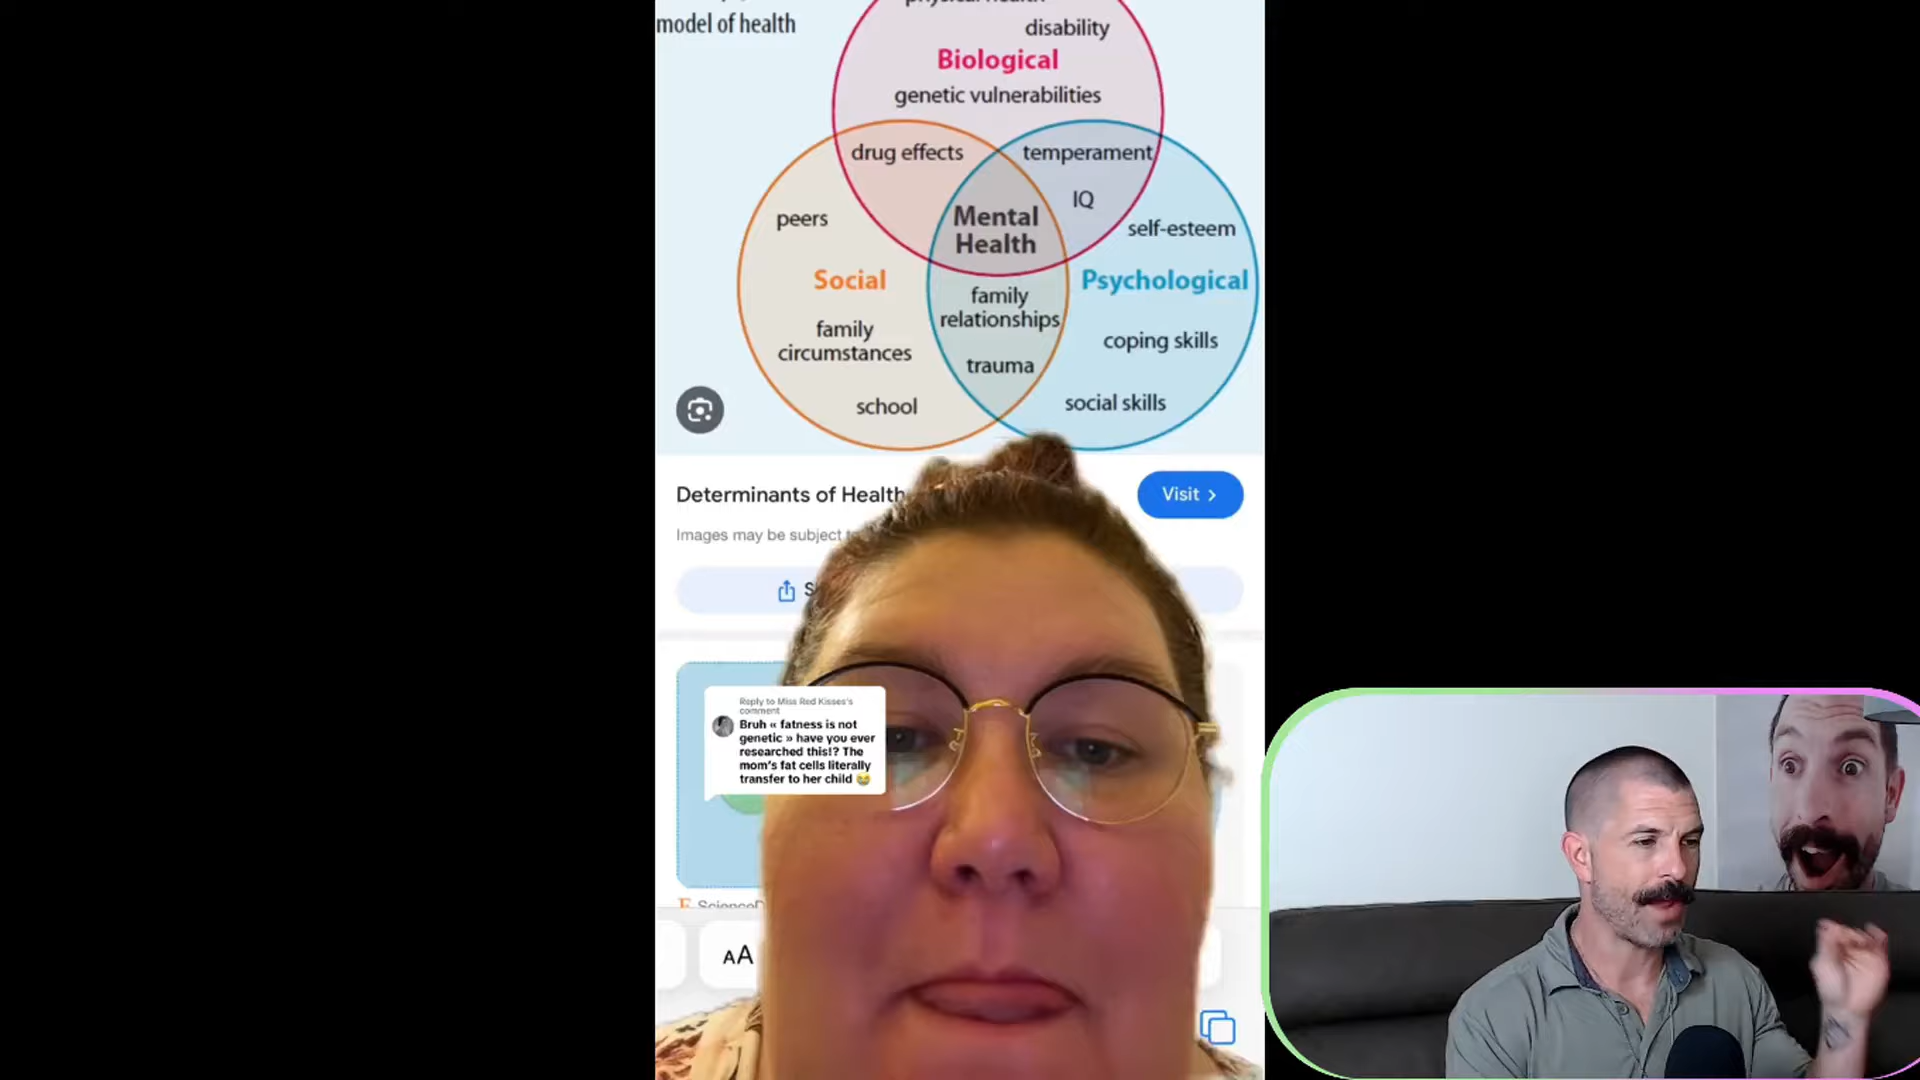 model of health
disability
Biological
genetic vulnerabilities
drug effects
temperament
IQ
peers
Mental
Health
self-esteem
Social
Psychological
family
relationships
family
circumstances
coping skills
trauma
school
social skills
Determinants of Health
Visit >
Images may be subject
Reply to Miss Red Kisses's
comment
Bruh « fatness is not
genetic » have you ever
researched this!? The
mom's fat cells literally
transfer to her child 😂
AA